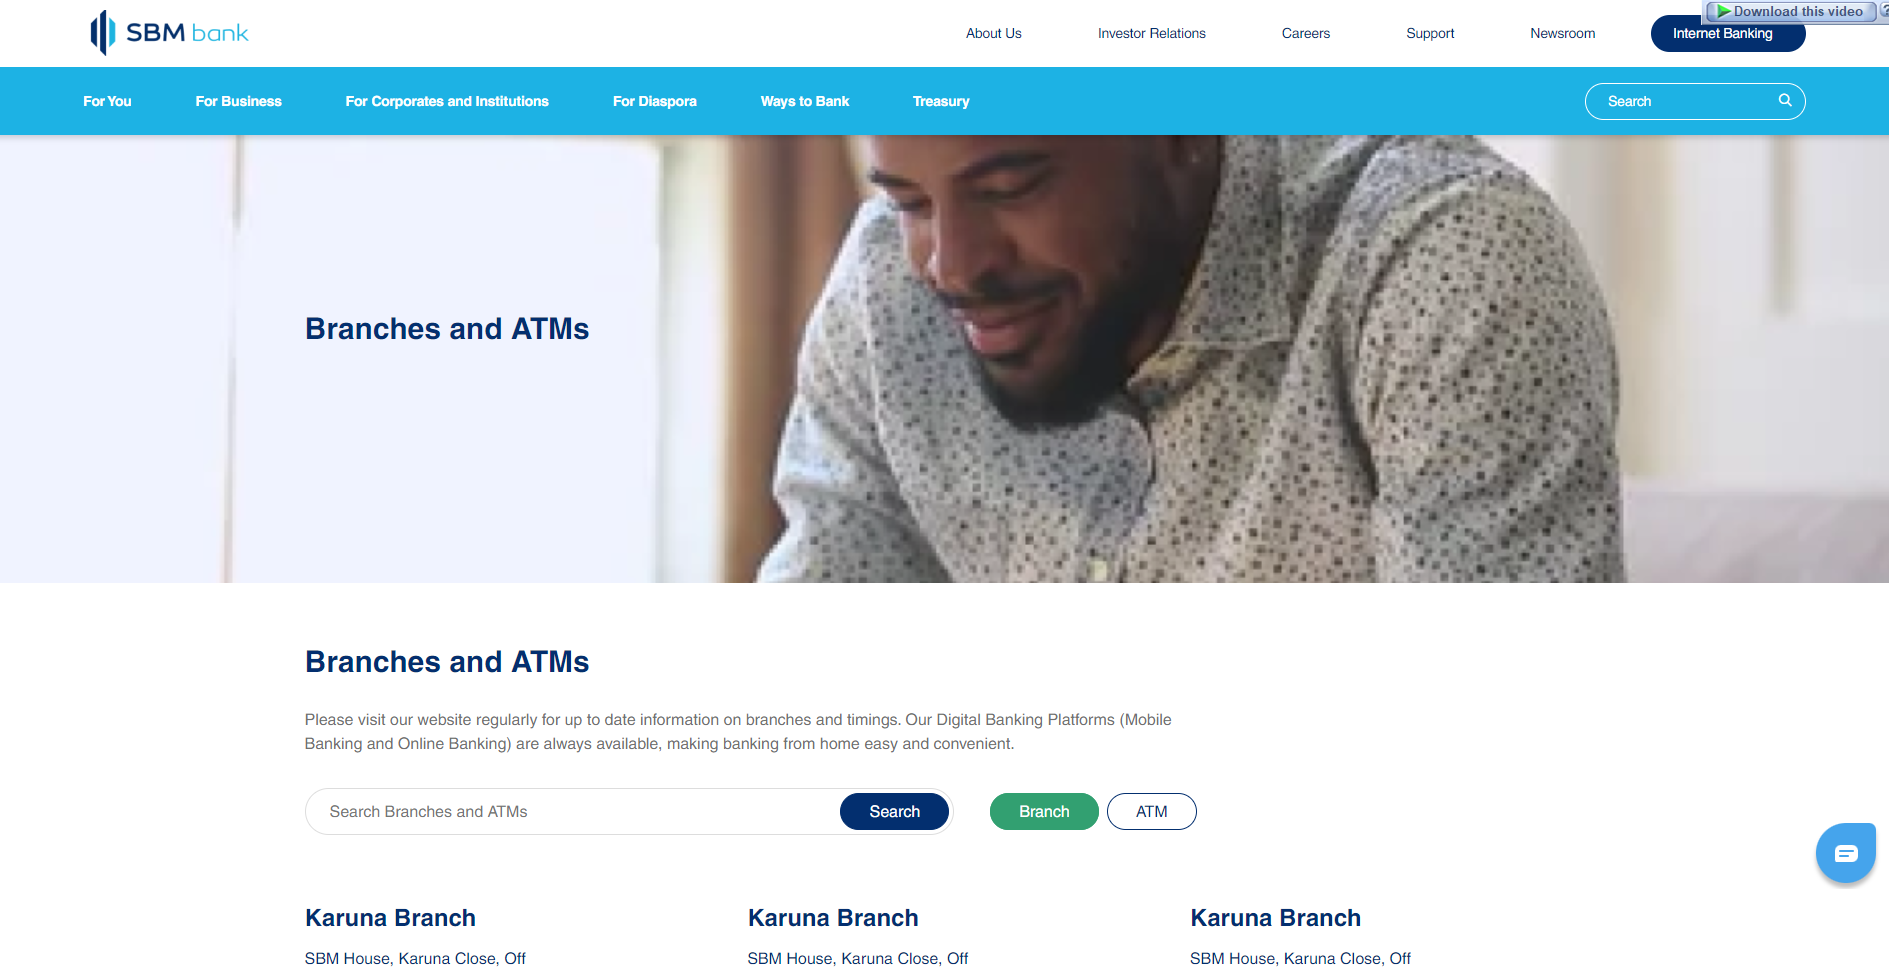 SBM bank
About Us
Investor Relations
Careers
Support
Newsroom
Internet Banking
Download this video
?
For You
For Business
For Corporates and Institutions
For Diaspora
Ways to Bank
Treasury
Search
Branches and ATMs
Branches and ATMs
Please visit our website regularly for up to date information on branches and timings. Our Digital Banking Platforms (Mobile
Banking and Online Banking) are always available, making banking from home easy and convenient.
Search Branches and ATMs
Search
Branch
ATM
Karuna Branch
SBM House, Karuna Close, Off
Karuna Branch
SBM House, Karuna Close, Off
Karuna Branch
SBM House, Karuna Close, Off